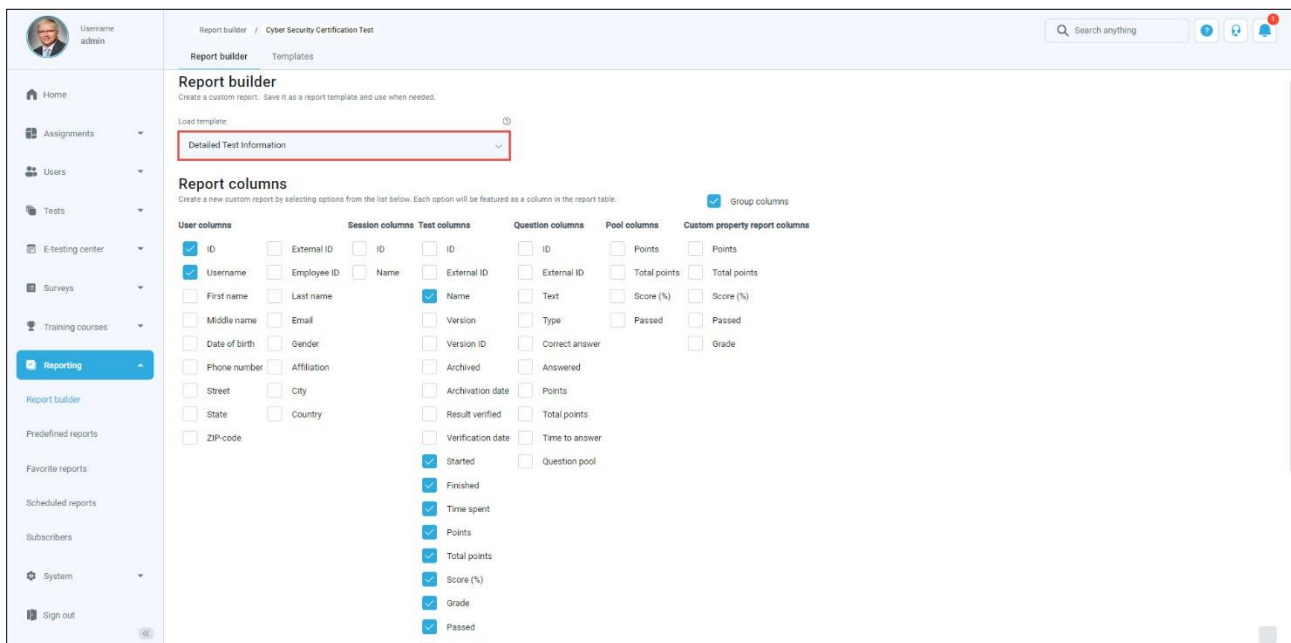 Username
admin
Home
Assignments
Users
Tests
E-testing center
Surveys
Training courses
Reporting
Report builder
Predefined reports
Favorite reports
Scheduled reports
Subscribers
System
Sign out
Report builder / Cyber Security Certification Test
Search anything
1
Report builder Templates
Report builder
Create a custom report. Save it as a report template and use when needed.
Load template:
Detailed Test Information
Report columns
Create a new custom report by selecting options from the list below. Each option will be featured as a column in the report table.
Group columns
User columns Session columns Test columns Question columns Pool columns Custom property report columns
ID External ID ID ID ID Points Points
Username Employee ID Name External ID External ID Total points Total points
First name Last name Name Text Score (%) Score (%)
Middle name Email Version Type Passed Passed
Date of birth Gender Version ID Correct answer Grade
Phone number Affiliation Archived Answered
Street City Archivation date Points
State Country Result verified Total points
ZIP-code Verification date Time to answer
Started Question pool
Finished
Time spent
Points
Total points
Score (%)
Grade
Passed